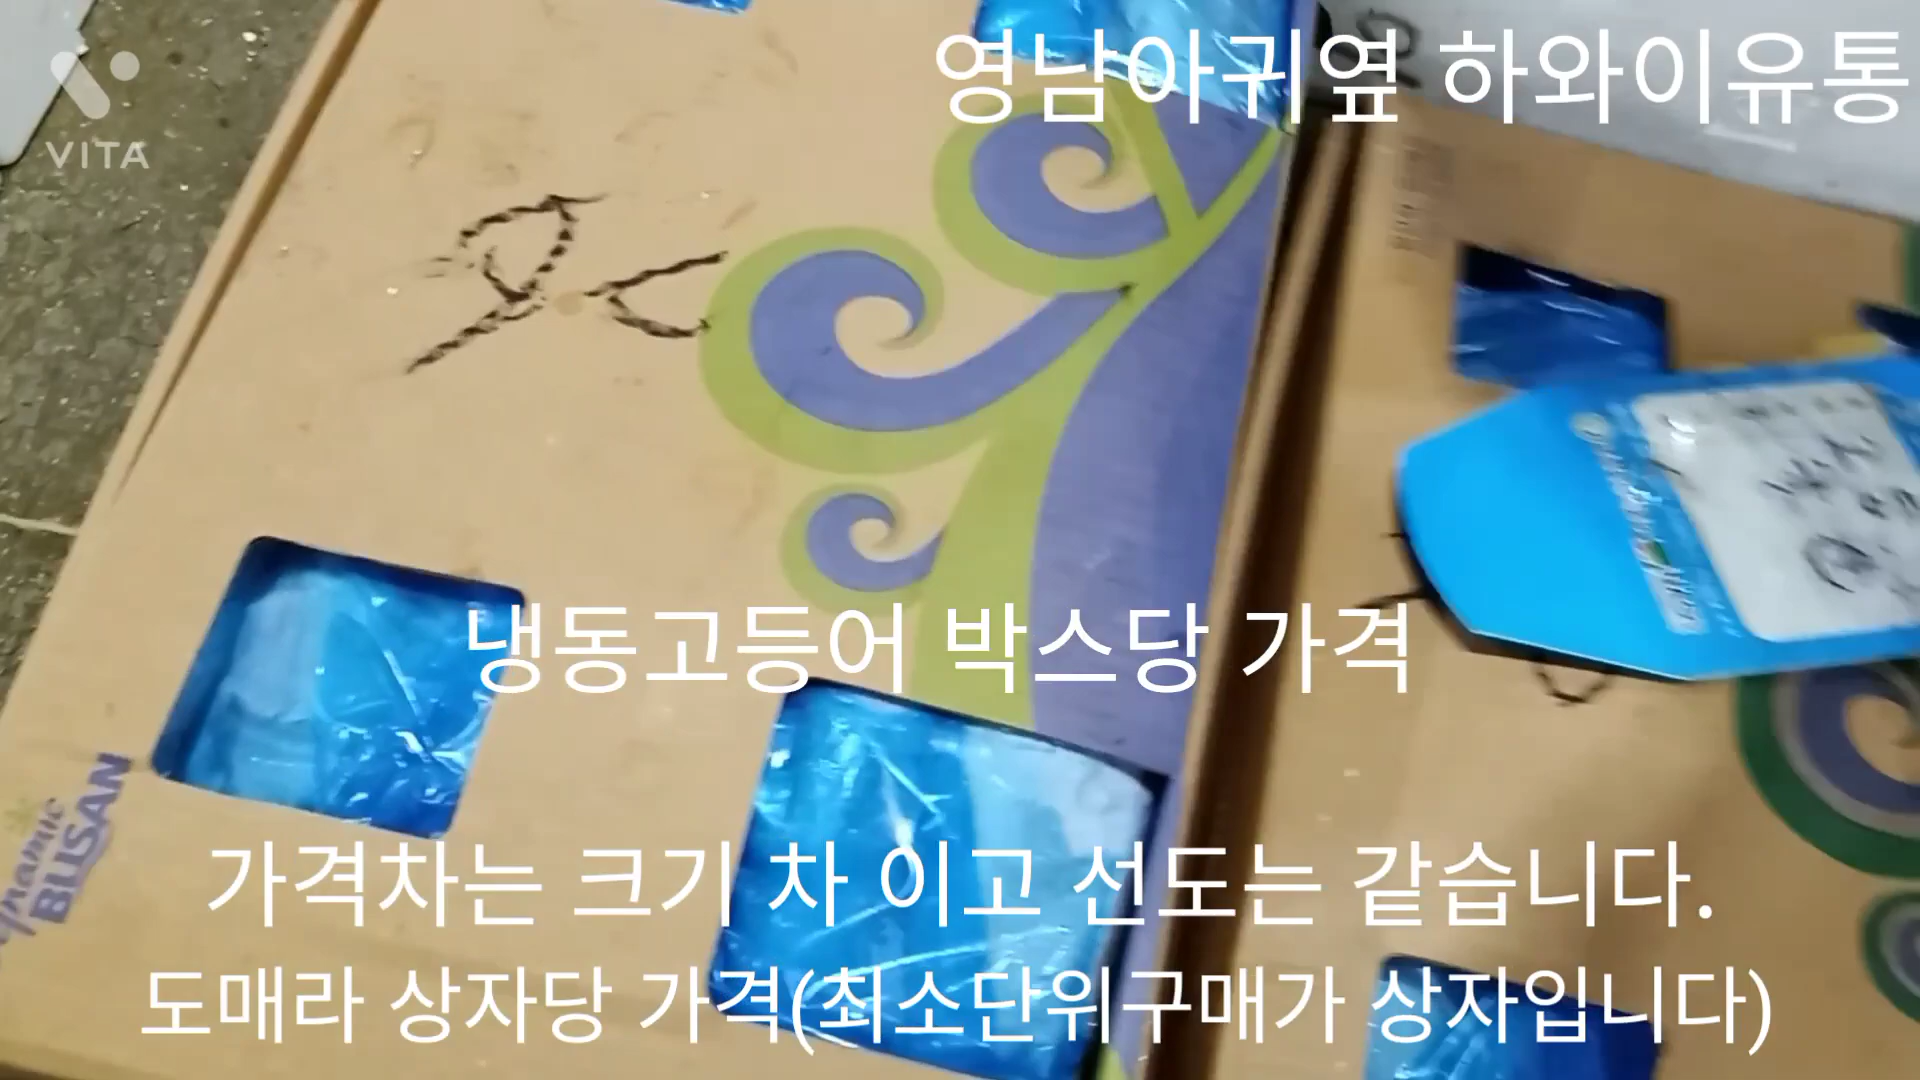 영남아귀옆 하와이유통
VITA
냉동고등어 박스당 가격
Dynamic
BUSAN
가격차는 크기 차 이고 선도는 같습니다.
도매라 상자당 가격(최소단위구매가 상자입니다)